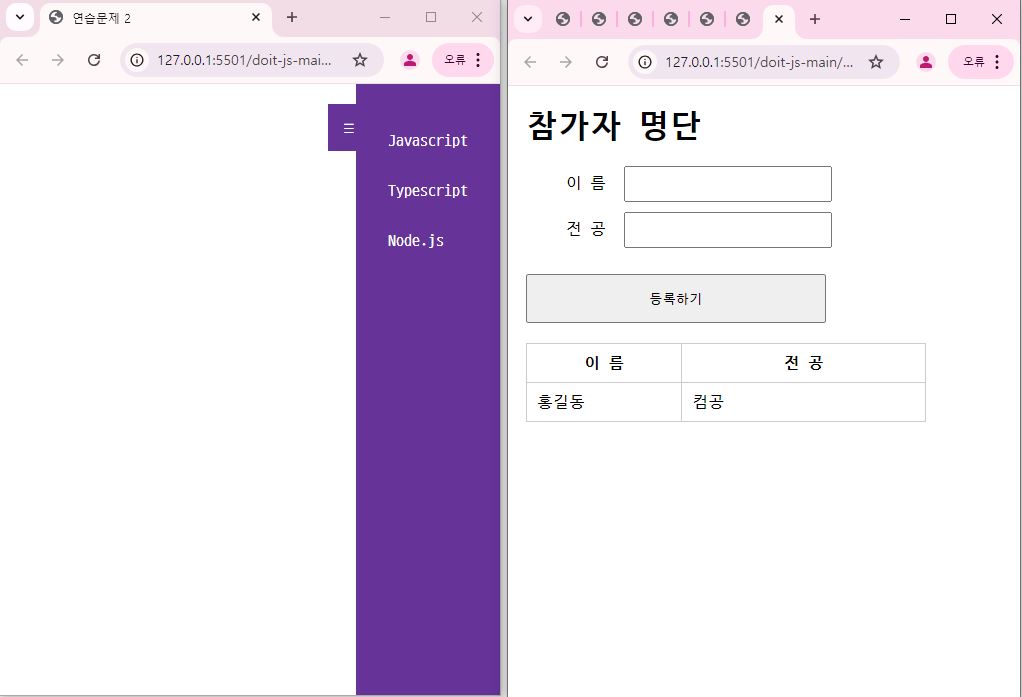 연습문제 2
127.0.0.1:5501/doit-js-mai...
오류
☰
Javascript
Typescript
Node.js
127.0.0.1:5501/doit-js-main/...
오류
참가자 명단
이 름
전 공
등록하기
이 름 전 공
홍길동 컴공